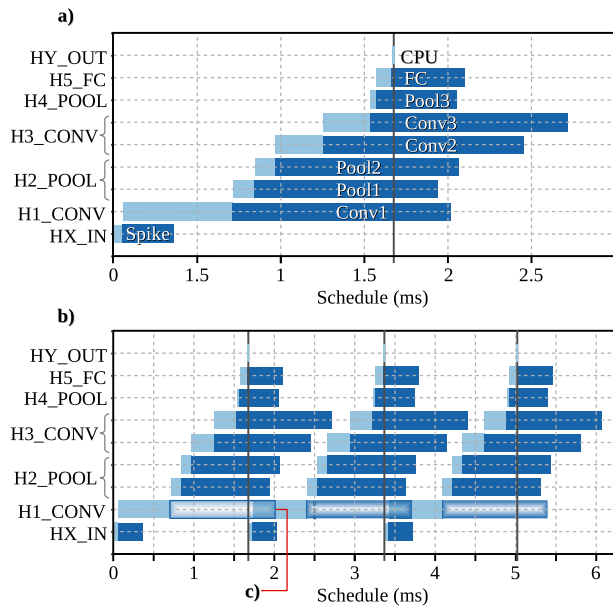 a)
HY_OUT
CPU
H5_FC
FC
H4_POOL
Pool3
Conv3
H3_CONV
Conv2
Pool2
H2_POOL
Pool1
H1_CONV
Conv1
HX_IN
Spike
0 1.5 1 1.5 2 2.5
Schedule (ms)
b)
HY_OUT
H5_FC
H4_POOL
H3_CONV
H2_POOL
H1_CONV
HX_IN
0 1 2 3 4 5 6
c)
Schedule (ms)